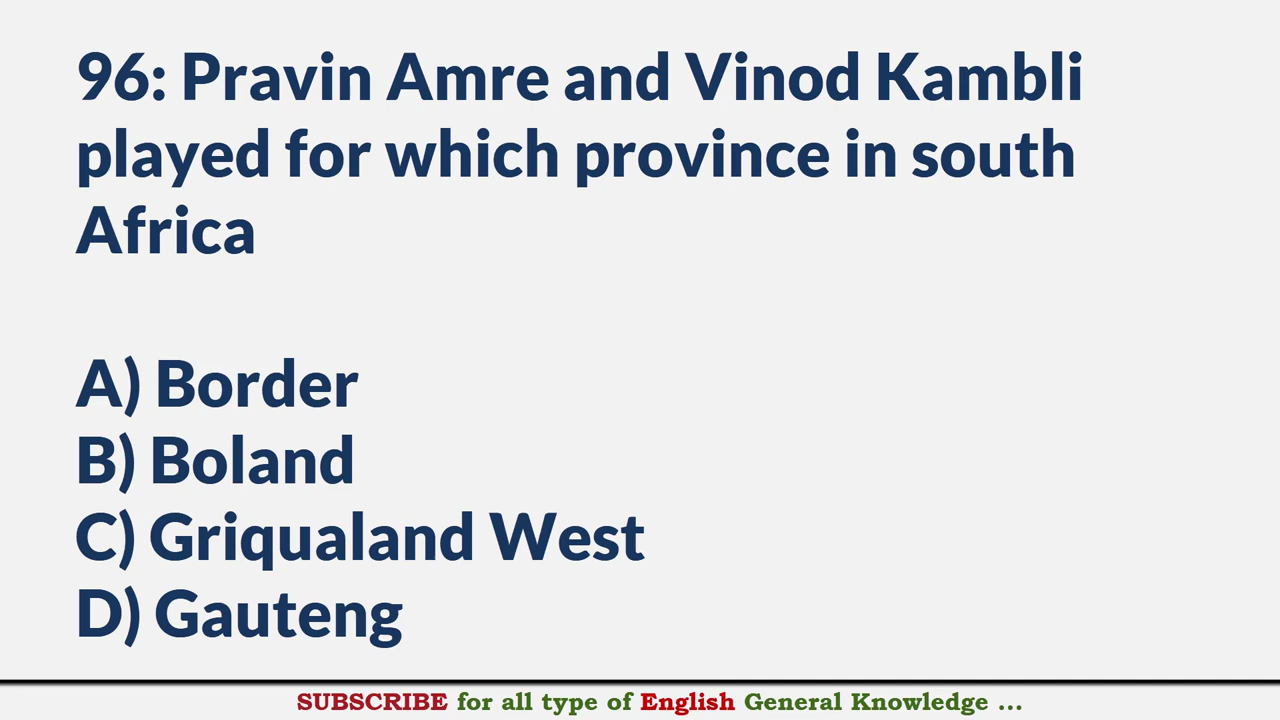 96: Pravin Amre and Vinod Kambli
played for which province in south
Africa
A) Border
B) Boland
C) Griqualand West
D) Gauteng
SUBSCRIBE for all type of English General Knowledge ...